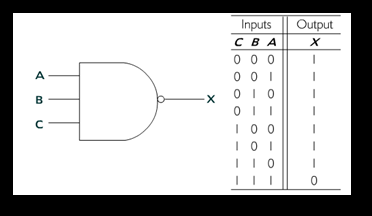 A
B
C
X
Inputs Output
C B A X
0 0 0 1
0 0 1 1
0 1 0 1
0 1 1 1
1 0 0 1
1 0 1 1
1 1 0 1
1 1 1 0